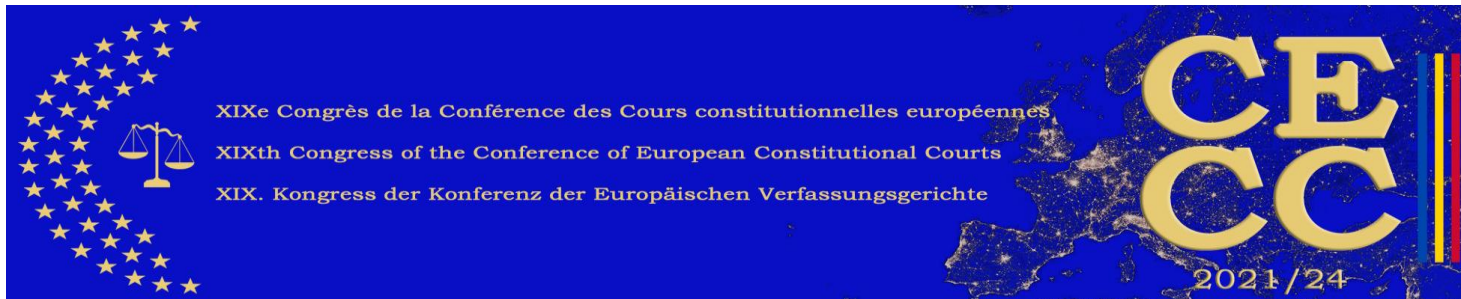 XIXe Congrès de la Conférence des Cours constitutionnelles européennes
XIXth Congress of the Conference of European Constitutional Courts
XIX. Kongress der Konferenz der Europäischen Verfassungsgerichte
CE
CC
2021/24